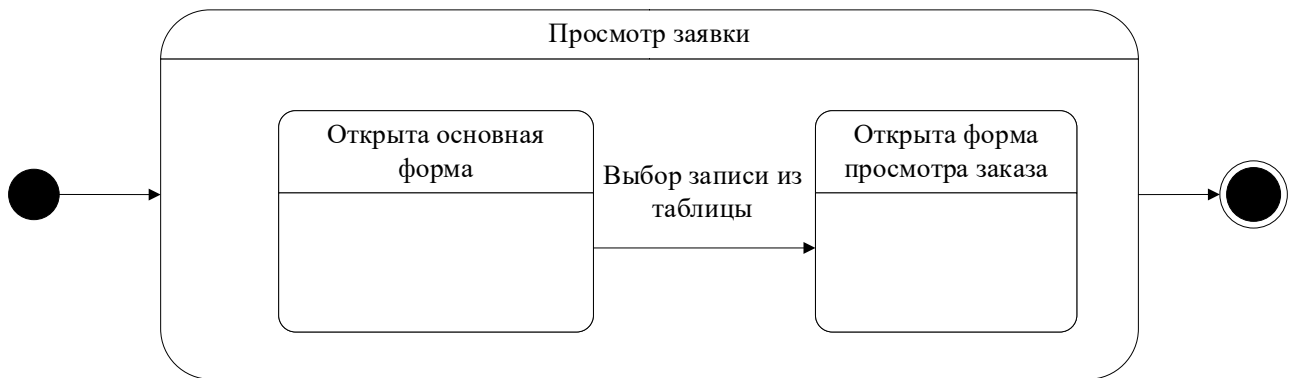 Просмотр заявки
Открыта основная
форма
Выбор записи из
таблицы
Открыта форма
просмотра заказа